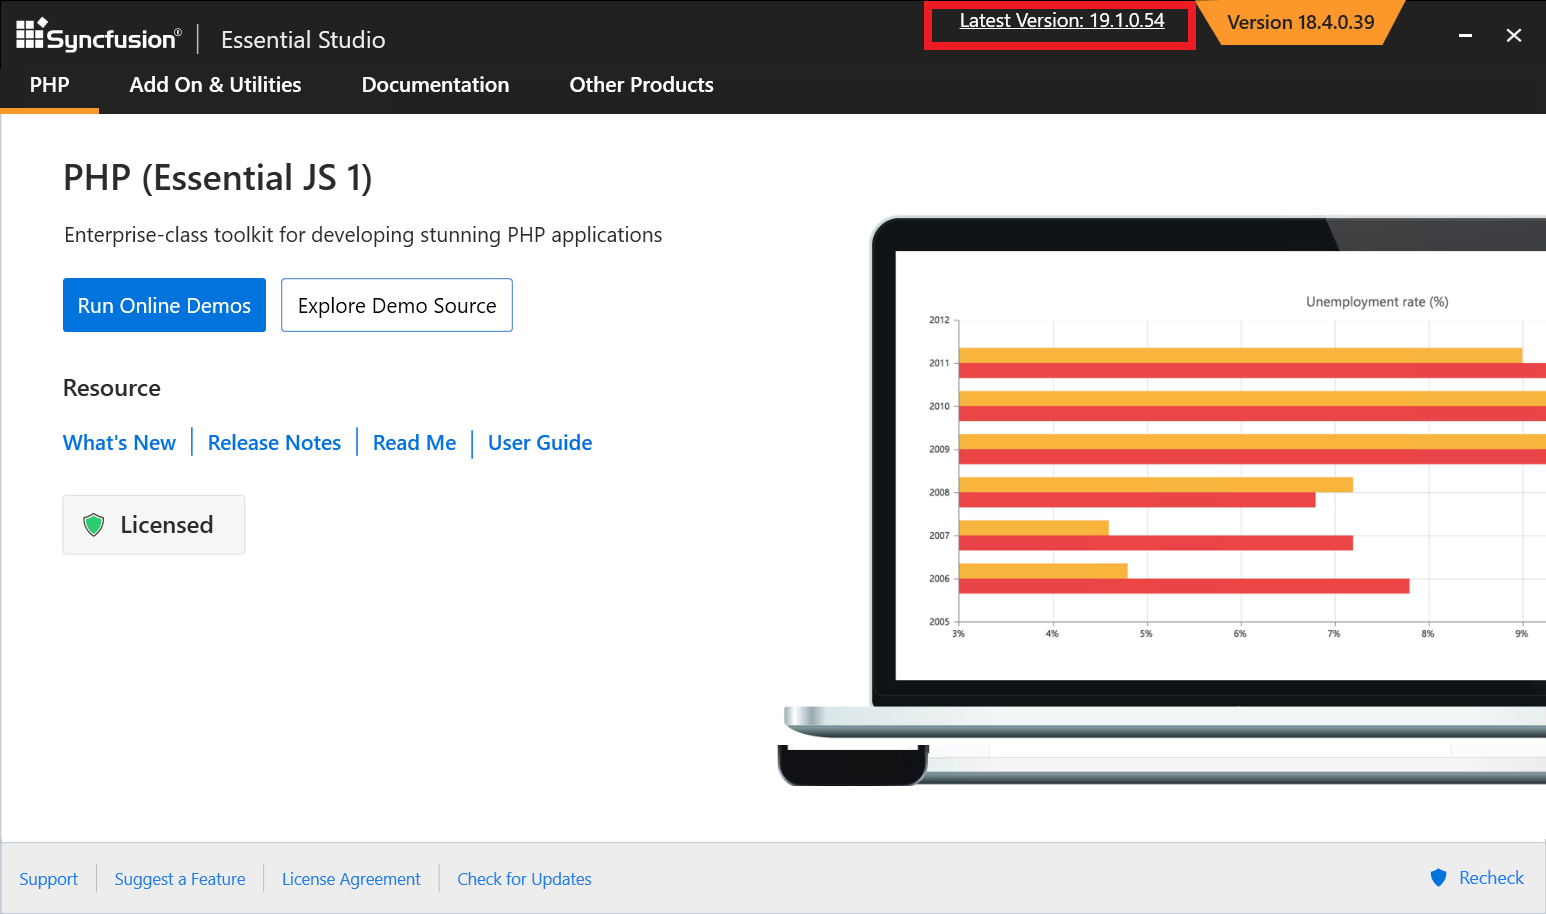 Latest Version: 19.1.0.54
Version 18.4.0.39
Syncfusion® | Essential Studio
PHP Add On & Utilities Documentation Other Products
PHP (Essential JS 1)
Enterprise-class toolkit for developing stunning PHP applications
Run Online Demos Explore Demo Source
Resource
What's New | Release Notes | Read Me | User Guide
Licensed
Unemployment rate (%)
2012
2011
2010
2009
2008
2007
2006
2005
3% 4% 5% 6% 7% 8% 9%
Support | Suggest a Feature | License Agreement | Check for Updates
Recheck